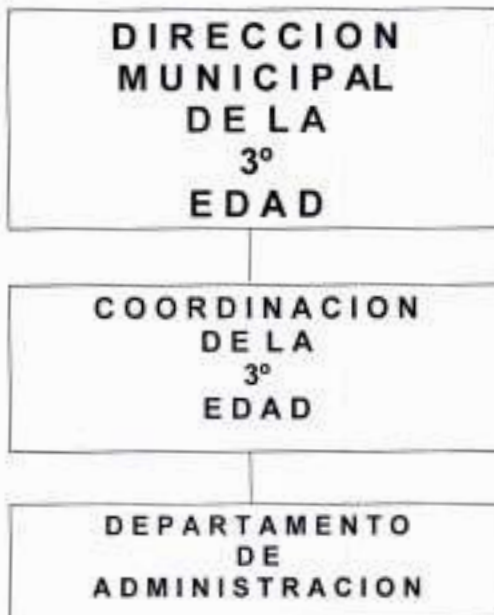 DIRECCION
MUNICIPAL
DE LA
3º
EDAD
COORDINACION
DE LA
3º
EDAD
DEPARTAMENTO
DE
ADMINISTRACION